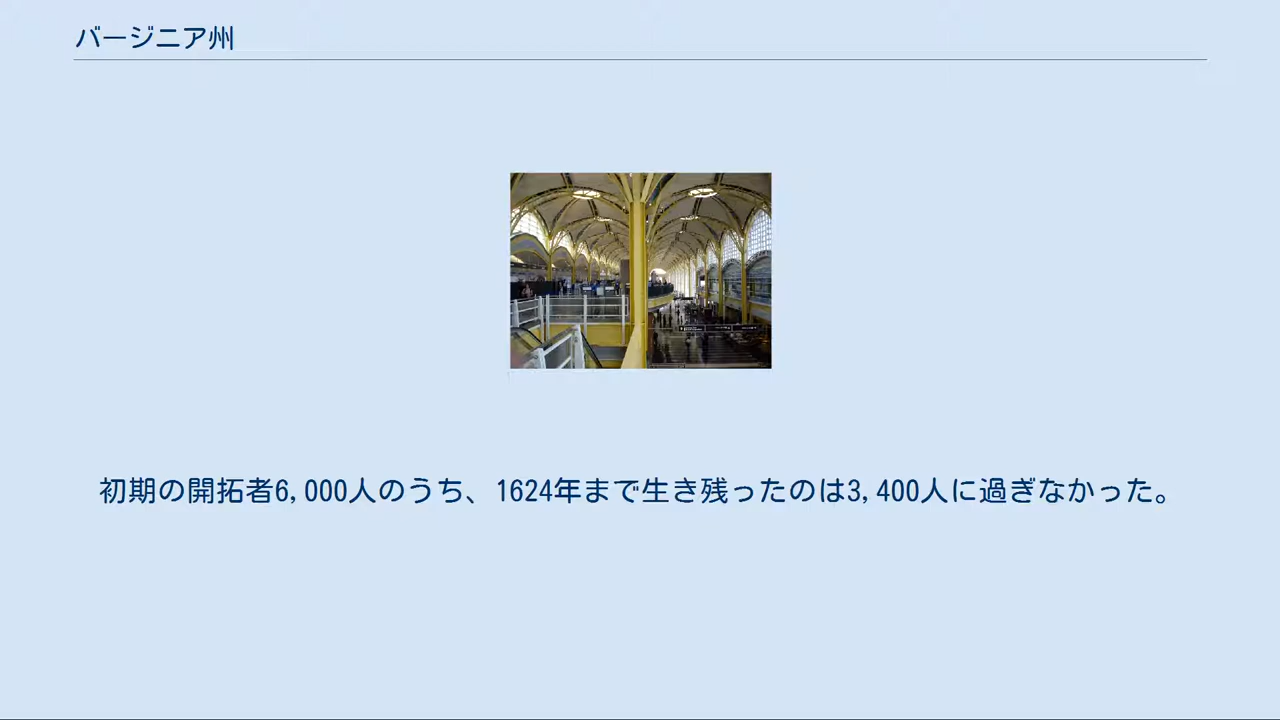 バージニア州
初期の開拓者6,000人のうち、1624年まで生き残ったのは3,400人に過ぎなかった。